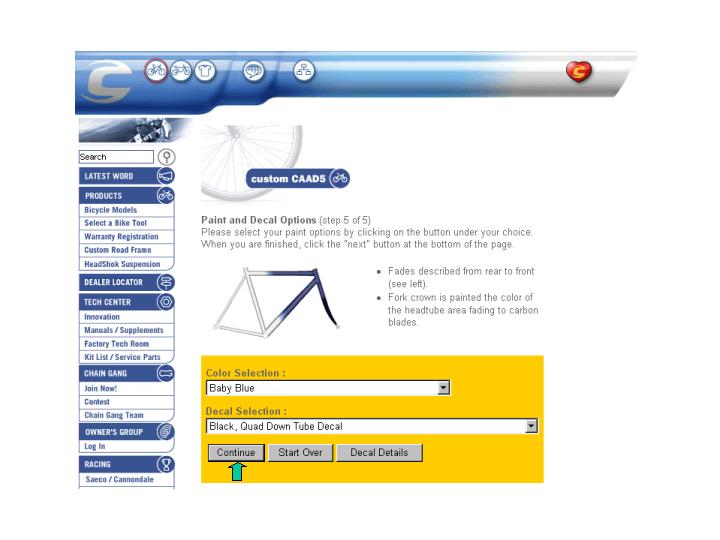 Search
LATEST WORD
PRODUCTS
Bicycle Models
Select a Bike Tool
Warranty Registration
Custom Road Frame
HeadShok Suspension
DEALER LOCATOR
TECH CENTER
Innovation
Manuals / Supplements
Factory Tech Room
Kit List / Service Parts
CHAIN GANG
Join Now!
Contest
Chain Gang Team
OWNER'S GROUP
Log In
RACING
Saeco / Cannondale
custom CAAD5
Paint and Decal Options (step 5 of 5)
Please select your paint options by clicking on the button under your choice.
When you are finished, click the "next" button at the bottom of the page.
• Fades described from rear to front
(see left).
• Fork crown is painted the color of
the headtube area fading to carbon
blades.
Color Selection :
Baby Blue
Decal Selection :
Black, Quad Down Tube Decal
Continue Start Over Decal Details